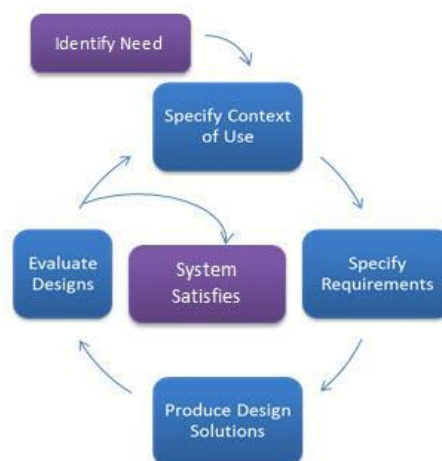 Identify Need
Specify Context
of Use
Specify
Requirements
Produce Design
Solutions
Evaluate
Designs
System
Satisfies